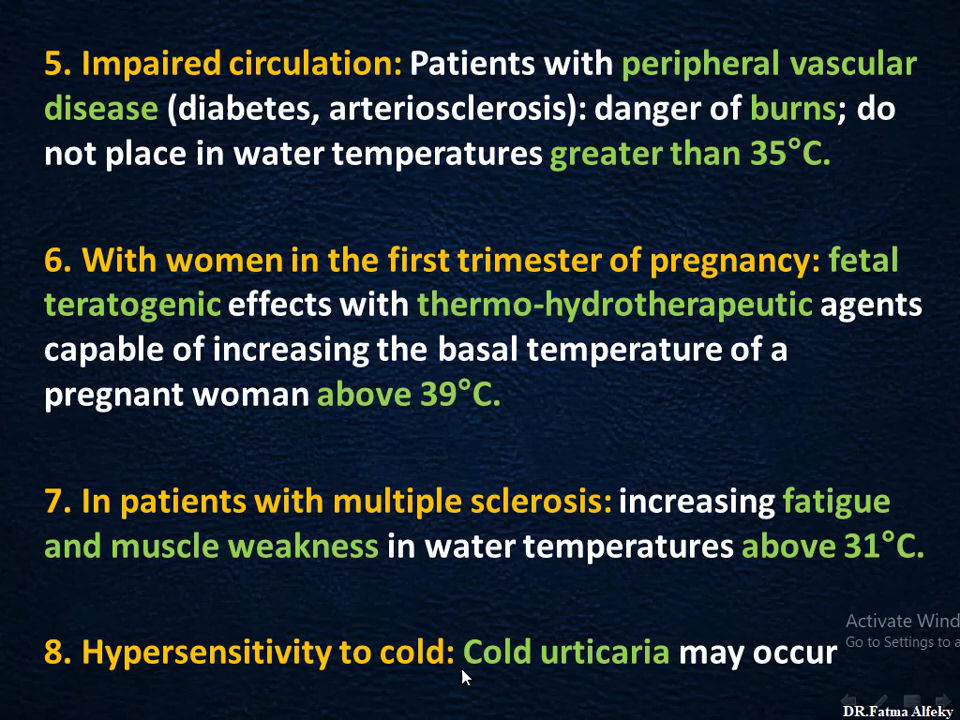 5. Impaired circulation: Patients with peripheral vascular
disease (diabetes, arteriosclerosis): danger of burns; do
not place in water temperatures greater than 35°C.
6. With women in the first trimester of pregnancy: fetal
teratogenic effects with thermo-hydrotherapeutic agents
capable of increasing the basal temperature of a
pregnant woman above 39°C.
7. In patients with multiple sclerosis: increasing fatigue
and muscle weakness in water temperatures above 31°C.
8. Hypersensitivity to cold: Cold urticaria may occur
Activate Wind
Go to Settings to a
DR.Fatma Alfeky